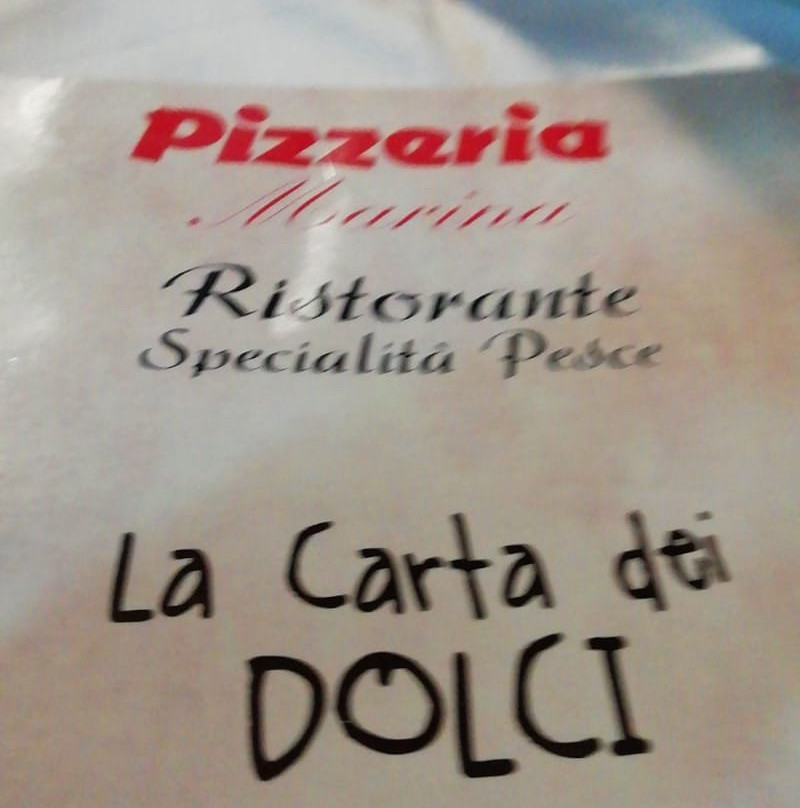 Pizzeria
Marina
Ristorante
Specialità Pesce
La Carta dei
DOLCI